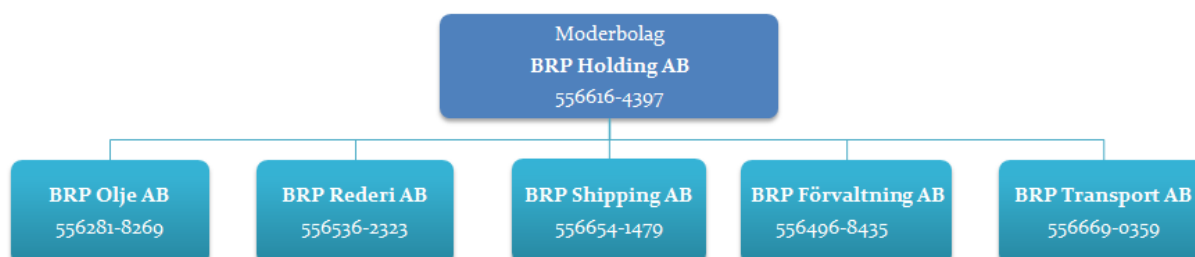 Moderbolag
BRP Holding AB
556616-4397
BRP Olje AB
556281-8269
BRP Rederi AB
556536-2323
BRP Shipping AB
556654-1479
BRP Förvaltning AB
556496-8435
BRP Transport AB
556669-0359